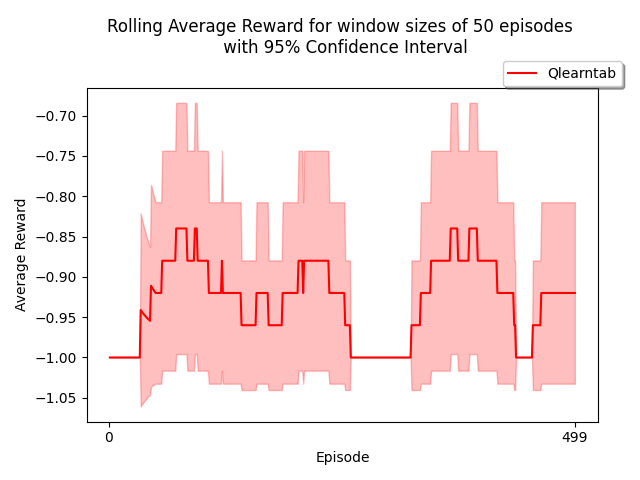 Rolling Average Reward for window sizes of 50 episodes
with 95% Confidence Interval
Qlearntab
−0.70
−0.75
−0.80
−0.85
−0.90
−0.95
−1.00
−1.05
Average Reward
0
499
Episode